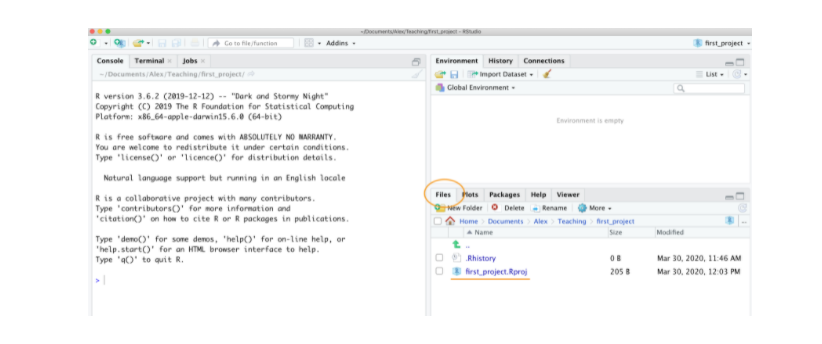 ~/Documents/Alex/Teaching/first_project - RStudio
Go to file/function
Addins
first_project
Console Terminal Jobs
~/Documents/Alex/Teaching/first_project/
R version 3.6.2 (2019-12-12) -- "Dark and Stormy Night"
Copyright (C) 2019 The R Foundation for Statistical Computing
Platform: x86_64-apple-darwin15.6.0 (64-bit)
R is free software and comes with ABSOLUTELY NO WARRANTY.
You are welcome to redistribute it under certain conditions.
Type 'license()' or 'licence()' for distribution details.
Natural language support but running in an English locale
R is a collaborative project with many contributors.
Type 'contributors()' for more information and
'citation()' on how to cite R or R packages in publications.
Type 'demo()' for some demos, 'help()' for on-line help, or
'help.start()' for an HTML browser interface to help.
Type 'q()' to quit R.
>
Environment History Connections
Import Dataset List
Global Environment
Environment is empty
Files Plots Packages Help Viewer
New Folder Delete Rename More
Home Documents Alex Teaching first_project ...
Name Size Modified
..
.Rhistory 0 B Mar 30, 2020, 11:46 AM
first_project.Rproj 205 B Mar 30, 2020, 12:03 PM